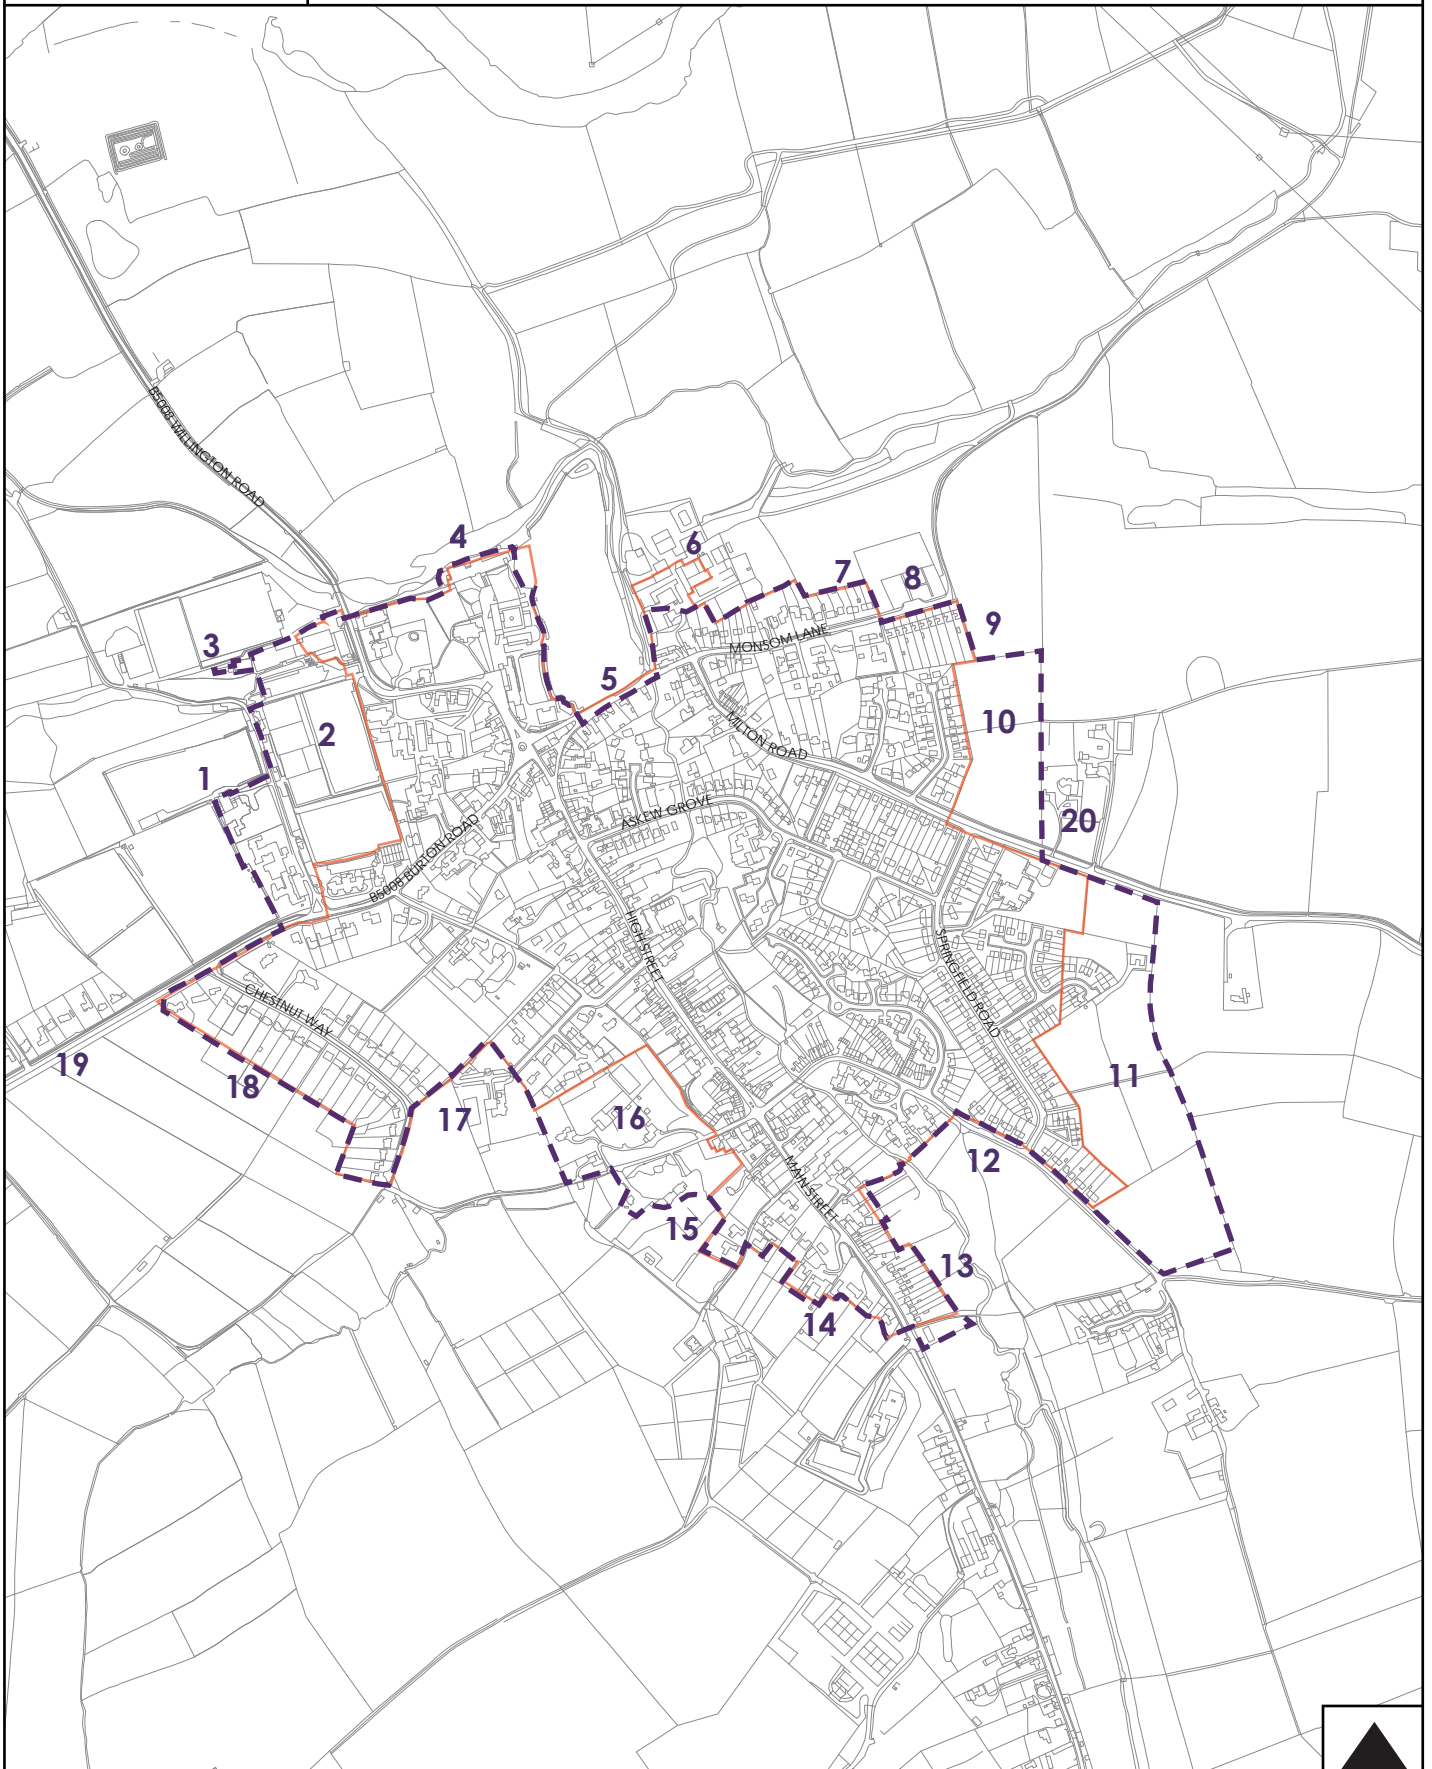 4
6
7
8
B5008 WILLINGTON ROAD
3
9
MONSOM LANE
5
10
2
MILTON ROAD
1
ASKEW GROVE
20
B5008 BURTON ROAD
HIGH STREET
SPRINGFIELD ROAD
CHESTNUT WAY
19
18
11
17
16
12
MAIN STREET
15
13
14